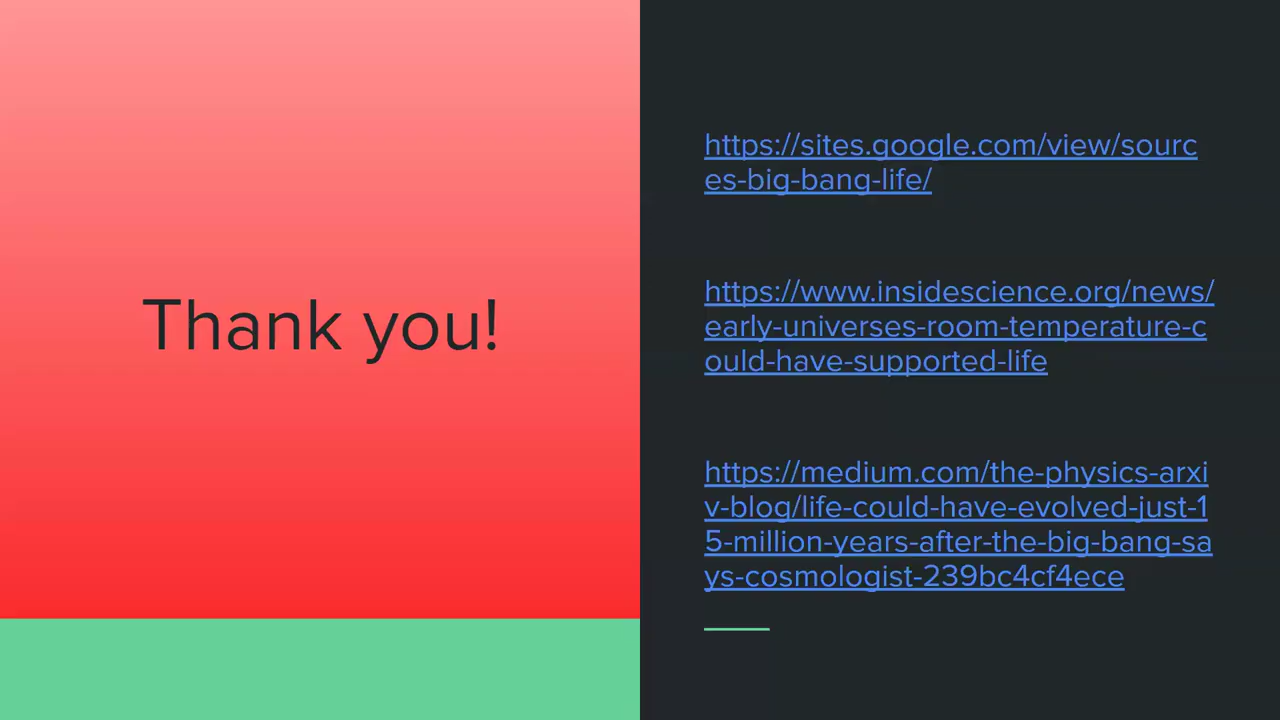 Thank you!
https://sites.google.com/view/sourc
es-big-bang-life/
https://www.insidescience.org/news/
early-universes-room-temperature-c
ould-have-supported-life
https://medium.com/the-physics-arxi
v-blog/life-could-have-evolved-just-1
5-million-years-after-the-big-bang-sa
ys-cosmologist-239bc4cf4ece